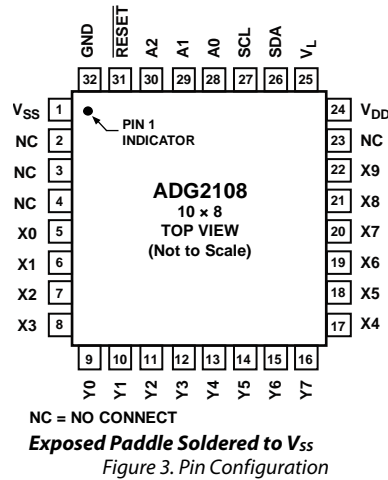 GND
RESET
A2
A1
A0
SCL
SDA
VL
32 31 30 29 28 27 26 25
VSS 1
NC 2
NC 3
NC 4
X0 5
X1 6
X2 7
X3 8
PIN 1
INDICATOR
ADG2108
10 × 8
TOP VIEW
(Not to Scale)
24 VDD
23 NC
22 X9
21 X8
20 X7
19 X6
18 X5
17 X4
9 10 11 12 13 14 15 16
Y0
Y1
Y2
Y3
Y4
Y5
Y6
Y7
NC = NO CONNECT
Exposed Paddle Soldered to Vss
Figure 3. Pin Configuration